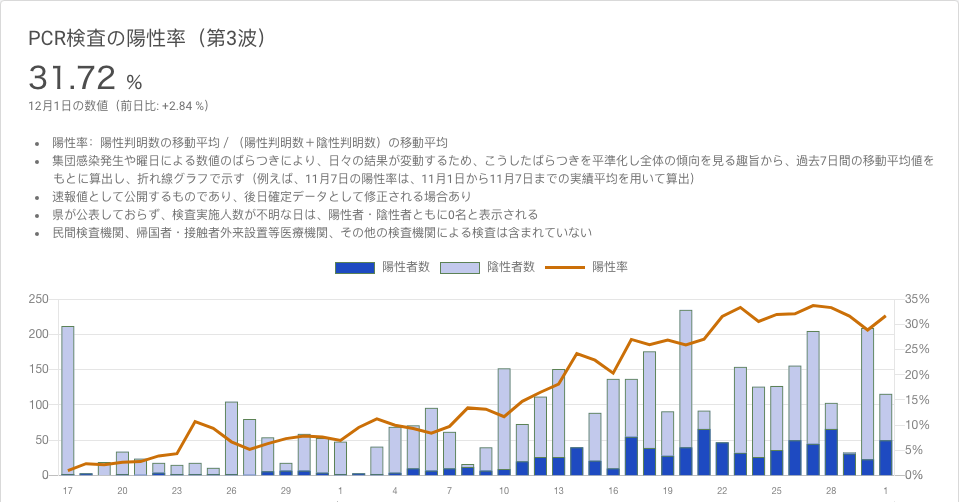 PCR検査の陽性率（第3波）
31.72 %
12月1日の数値（前日比: +2.84 %）
• 陽性率：陽性判明数の移動平均 / （陽性判明数＋陰性判明数）の移動平均
• 集団感染発生や曜日による数値のばらつきにより、日々の結果が変動するため、こうしたばらつきを平準化し全体の傾向を見る趣旨から、過去7日間の移動平均値を
もとに算出し、折れ線グラフで示す（例えば、11月7日の陽性率は、11月1日から11月7日までの実績平均を用いて算出）
• 速報値として公開するものであり、後日確定データとして修正される場合あり
• 県が公表しておらず、検査実施人数が不明な日は、陽性者・陰性者ともに0名と表示される
• 民間検査機関、帰国者・接触者外来設置等医療機関、その他の検査機関による検査は含まれていない
陽性者数 陰性者数 陽性率
250 35%
200 30%
25%
150 20%
100 15%
10%
50 5%
0 0%
17 20 23 26 29 1 4 7 10 13 16 19 22 25 28 1